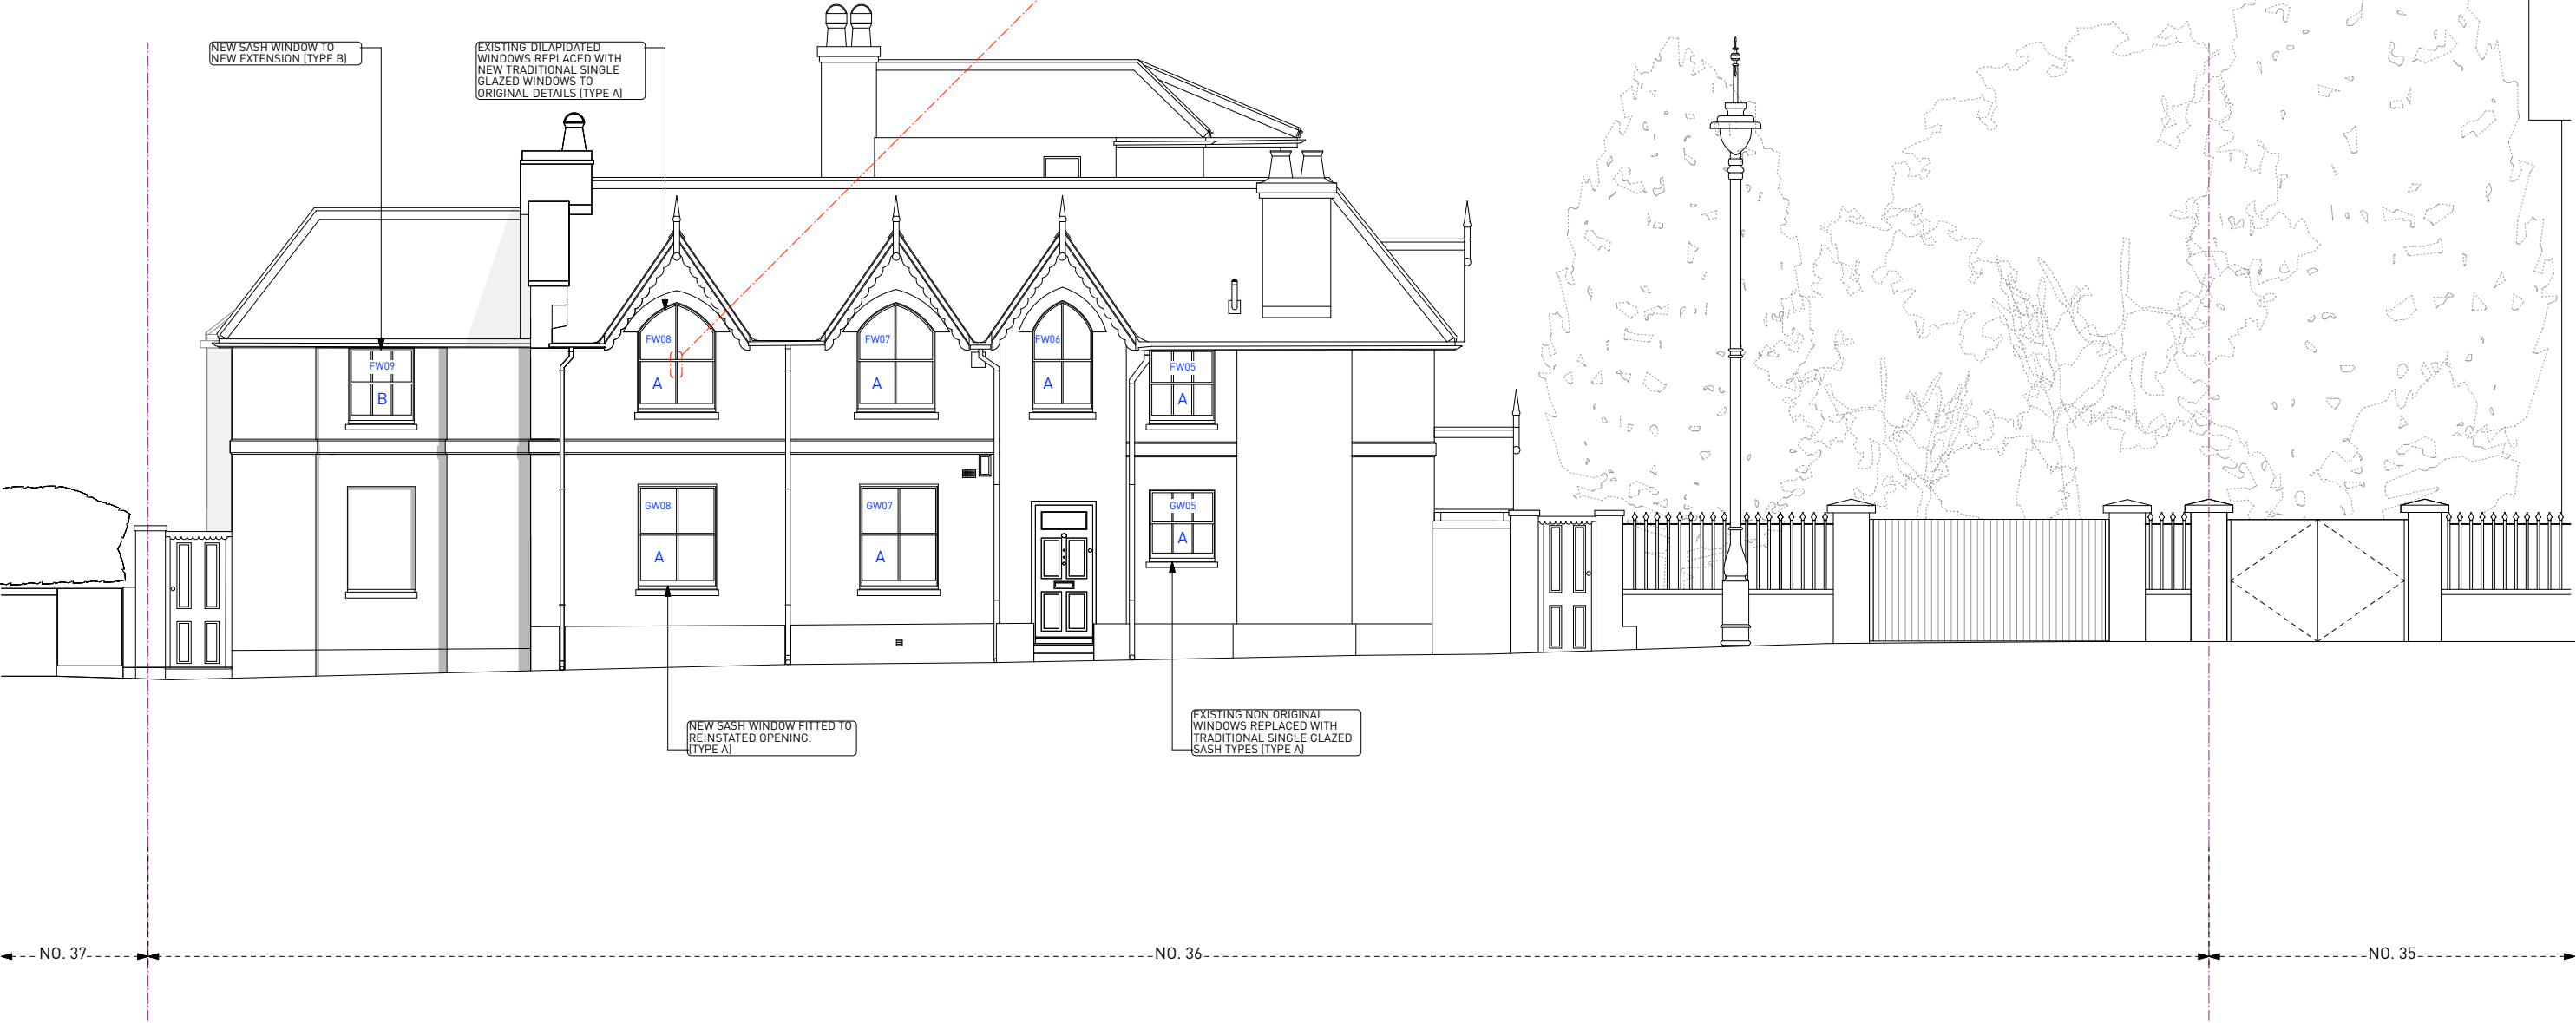 NEW SASH WINDOW TO
NEW EXTENSION (TYPE B)
EXISTING DILAPIDATED
WINDOWS REPLACED WITH
NEW TRADITIONAL SINGLE
GLAZED WINDOWS TO
ORIGINAL DETAILS (TYPE A)
FW09
B
FW08
A
FW07
A
FW06
A
FW05
A
GW08
A
GW07
A
GW05
A
NEW SASH WINDOW FITTED TO
REINSTATED OPENING.
(TYPE A)
EXISTING NON ORIGINAL
WINDOWS REPLACED WITH
TRADITIONAL SINGLE GLAZED
SASH TYPES (TYPE A)
NO. 37
NO. 36
NO. 35